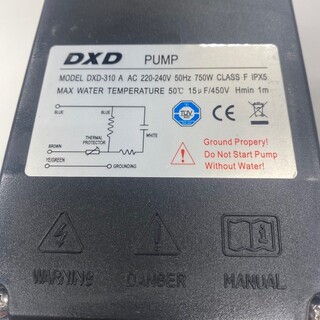 DXD PUMP
MODEL DXD-310 A AC 220-240V 50Hz 750W CLASS F IPX5
MAX WATER TEMPERATURE 50℃ 15μF/450V Hmin 1m
BLUE BLUE
THERMAL
PROTECTOR
WHITE
BROWN
YE/GREEN GROUNDING
TUV
Ground Propery!
Do Not Start Pump
Without Water!
WARNING DANGER MANUAL